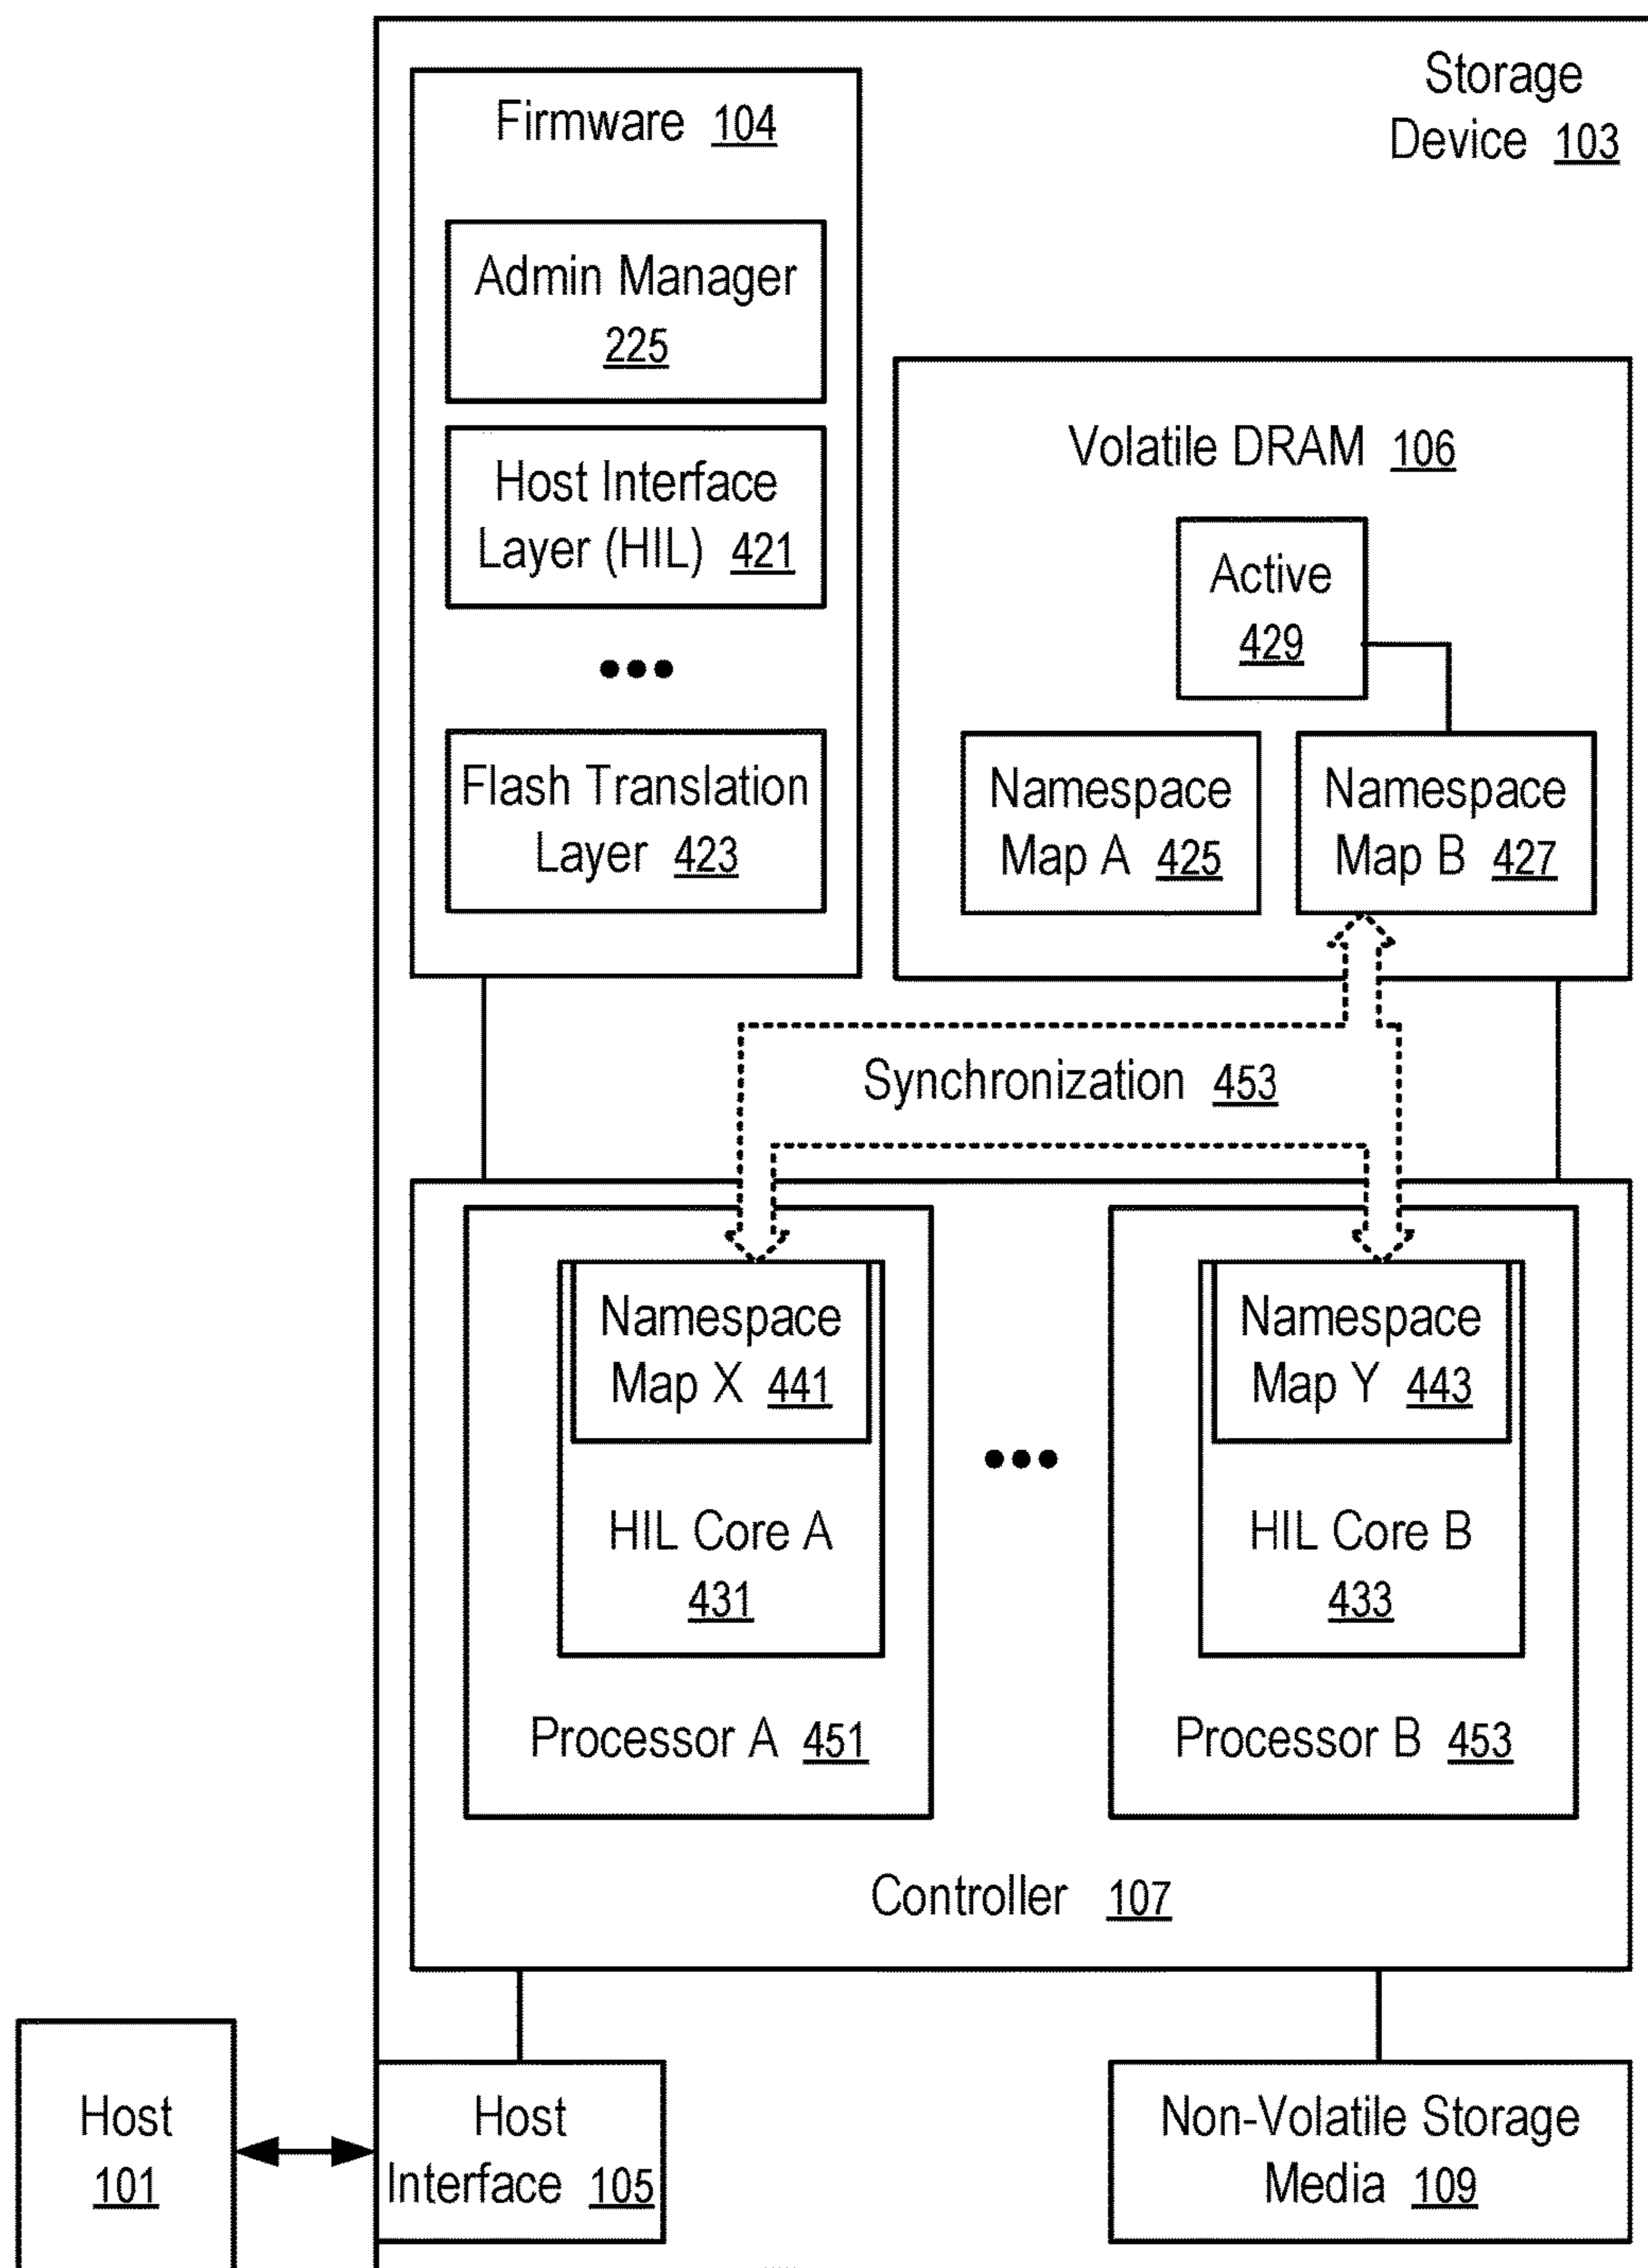 Storage
Device 103
Firmware 104
Admin Manager
225
Host Interface
Layer (HIL) 421
Flash Translation
Layer 423
Volatile DRAM 106
Active
429
Namespace
Map A 425
Namespace
Map B 427
Synchronization 453
Namespace
Map X 441
HIL Core A
431
Processor A 451
Namespace
Map Y 443
HIL Core B
433
Processor B 453
Controller 107
Host
101
Host
Interface 105
Non-Volatile Storage
Media 109